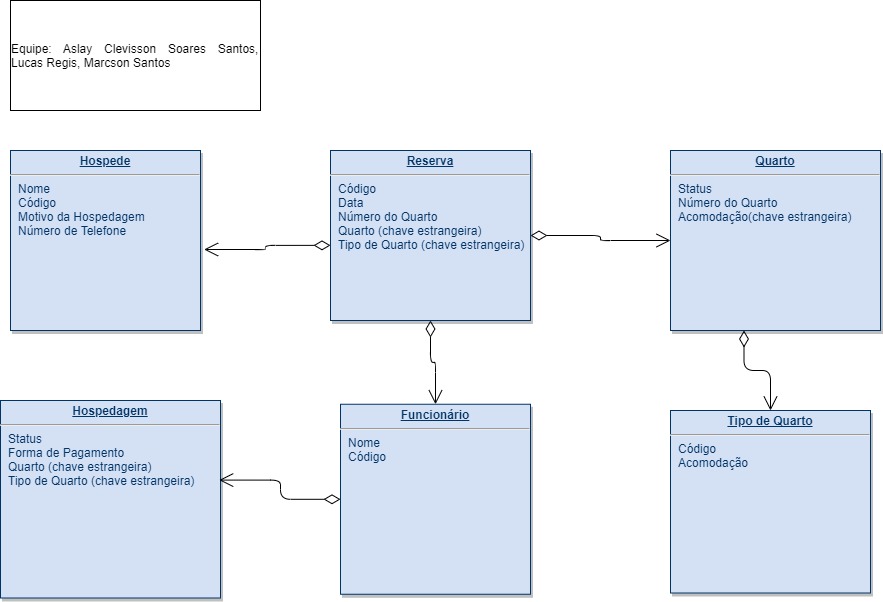 Equipe: Aslay Clevisson Soares Santos,
Lucas Regis, Marcson Santos
Hospede
Nome
Código
Motivo da Hospedagem
Número de Telefone
Reserva
Código
Data
Número do Quarto
Quarto (chave estrangeira)
Tipo de Quarto (chave estrangeira)
Quarto
Status
Número do Quarto
Acomodação(chave estrangeira)
Hospedagem
Status
Forma de Pagamento
Quarto (chave estrangeira)
Tipo de Quarto (chave estrangeira)
Funcionário
Nome
Código
Tipo de Quarto
Código
Acomodação